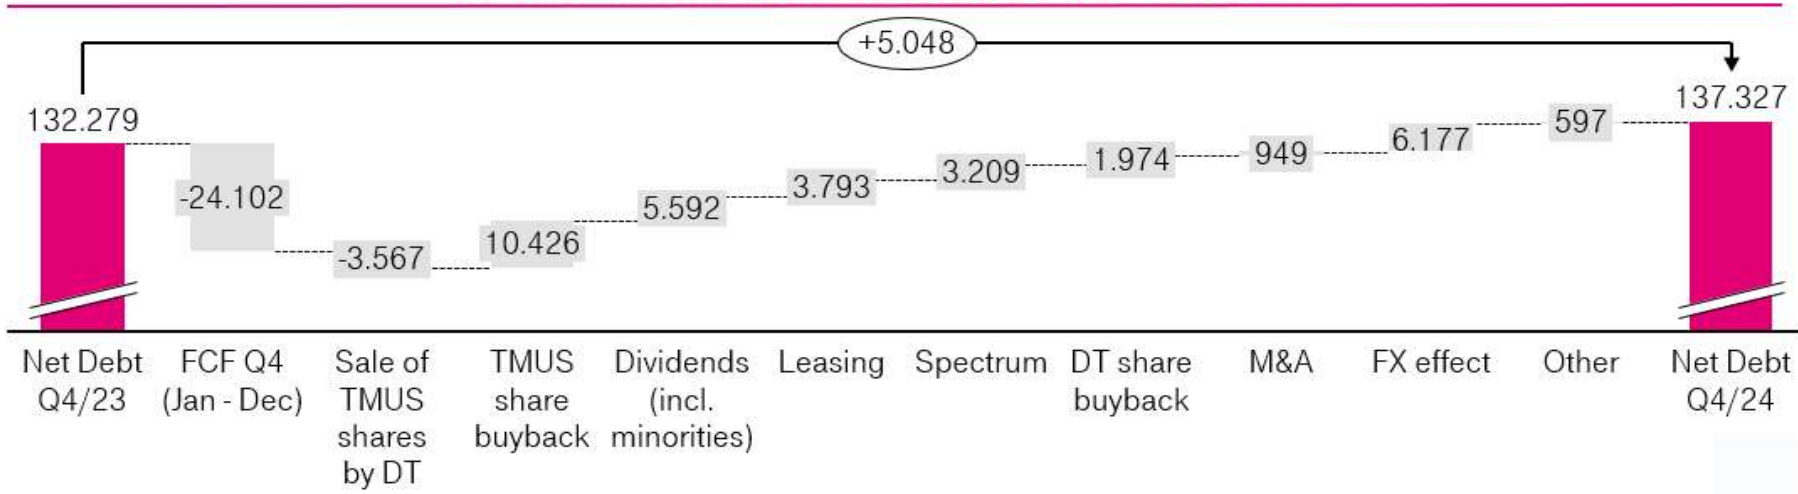 +5.048
132.279
-24.102
-3.567
10.426
5.592
3.793
3.209
1.974
949
6.177
597
137.327
Net Debt
Q4/23
FCF Q4
(Jan - Dec)
Sale of
TMUS
shares
by DT
TMUS
share
buyback
Dividends
(incl.
minorities)
Leasing
Spectrum
DT share
buyback
M&A
FX effect
Other
Net Debt
Q4/24